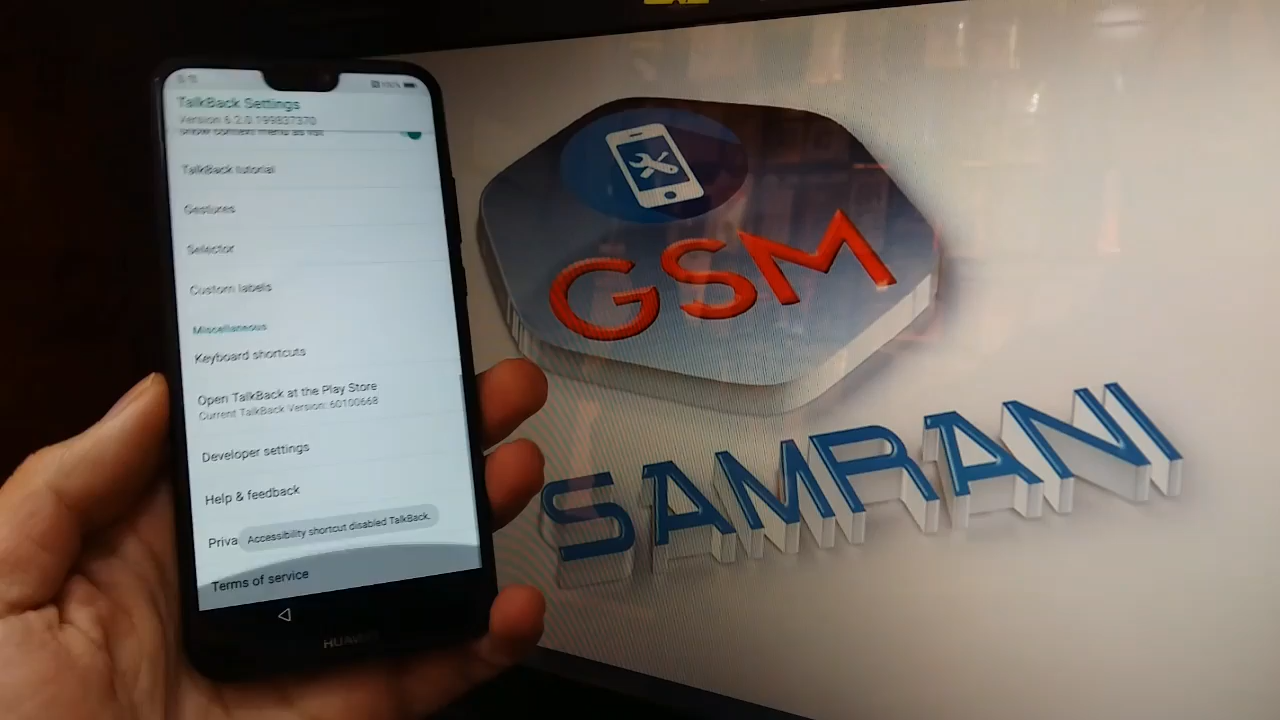 TalkBack Settings
Version 6.2.0.199837370
Show context menu as list
TalkBack tutorial
Gestures
Selector
Custom labels
Miscellaneous
Keyboard shortcuts
Open TalkBack at the Play Store
Current TalkBack Version: 60100668
Developer settings
Help & feedback
Priva
Accessibility shortcut disabled TalkBack.
Terms of service
HUAWEI
GSM
SAMRANI